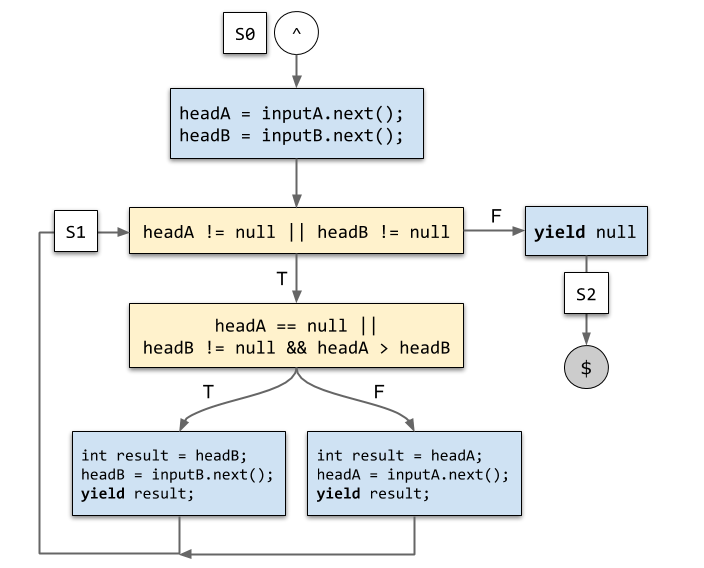 S0
^
headA = inputA.next();
headB = inputB.next();
S1
headA != null || headB != null
F
yield null
T
S2
headA == null ||
headB != null && headA > headB
$
T
F
int result = headB;
headB = inputB.next();
yield result;
int result = headA;
headA = inputA.next();
yield result;